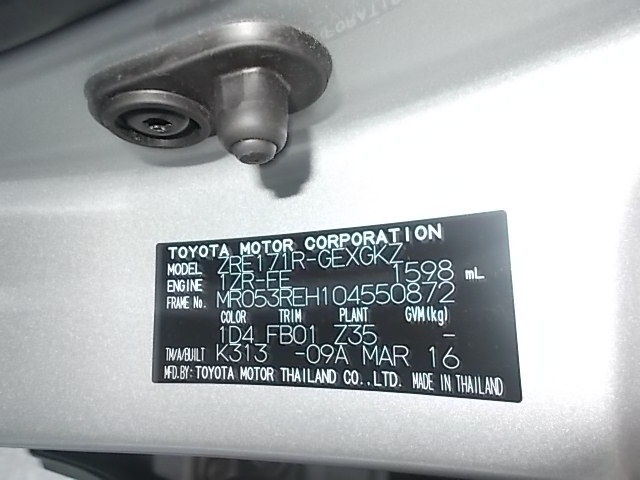 TOYOTA MOTOR CORPORATION
MODEL ZRE171R-GEXGKZ
ENGINE 1ZR-FE 1598 mL
FRAME No. MR053REH104550872
COLOR TRIM PLANT GVM(kg)
1D4 FB01 Z35 -
T/M/A/BUILT K313 -09A MAR 16
MFD.BY: TOYOTA MOTOR THAILAND CO.,LTD. MADE IN THAILAND